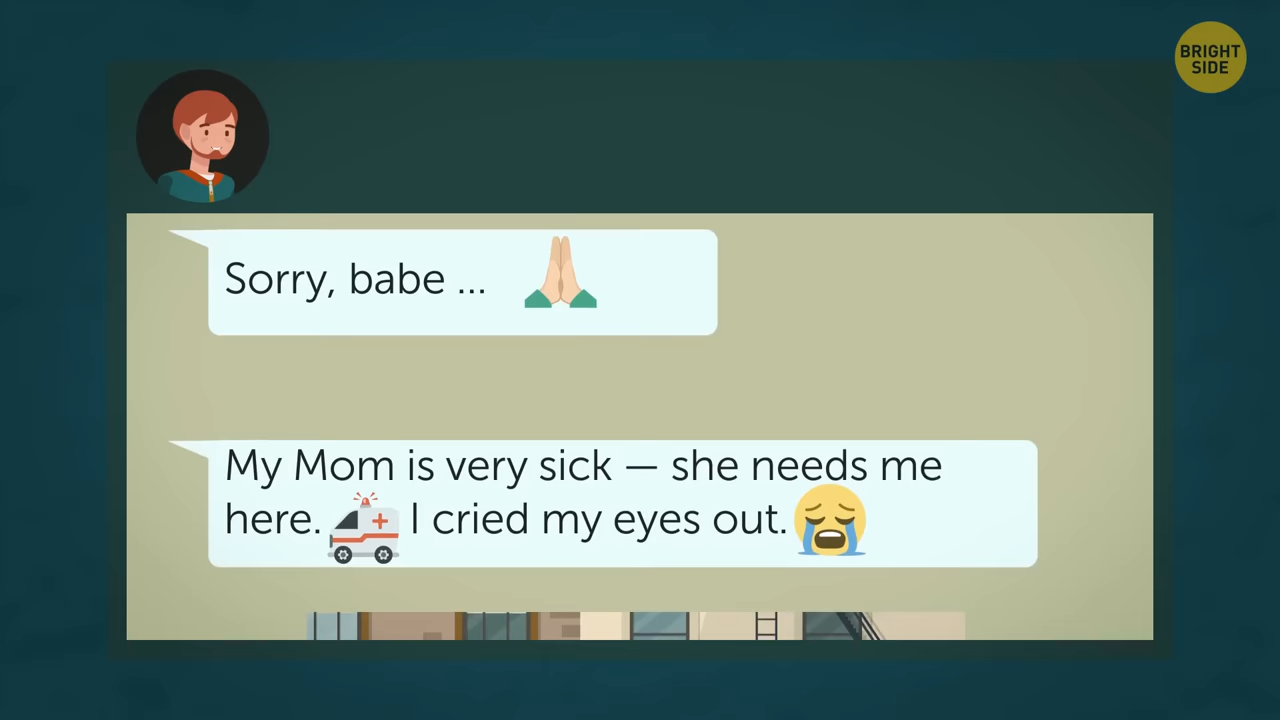 BRIGHT
SIDE
Sorry, babe ... 🙏🏻
My Mom is very sick — she needs me
here. 🚑 I cried my eyes out. 😭